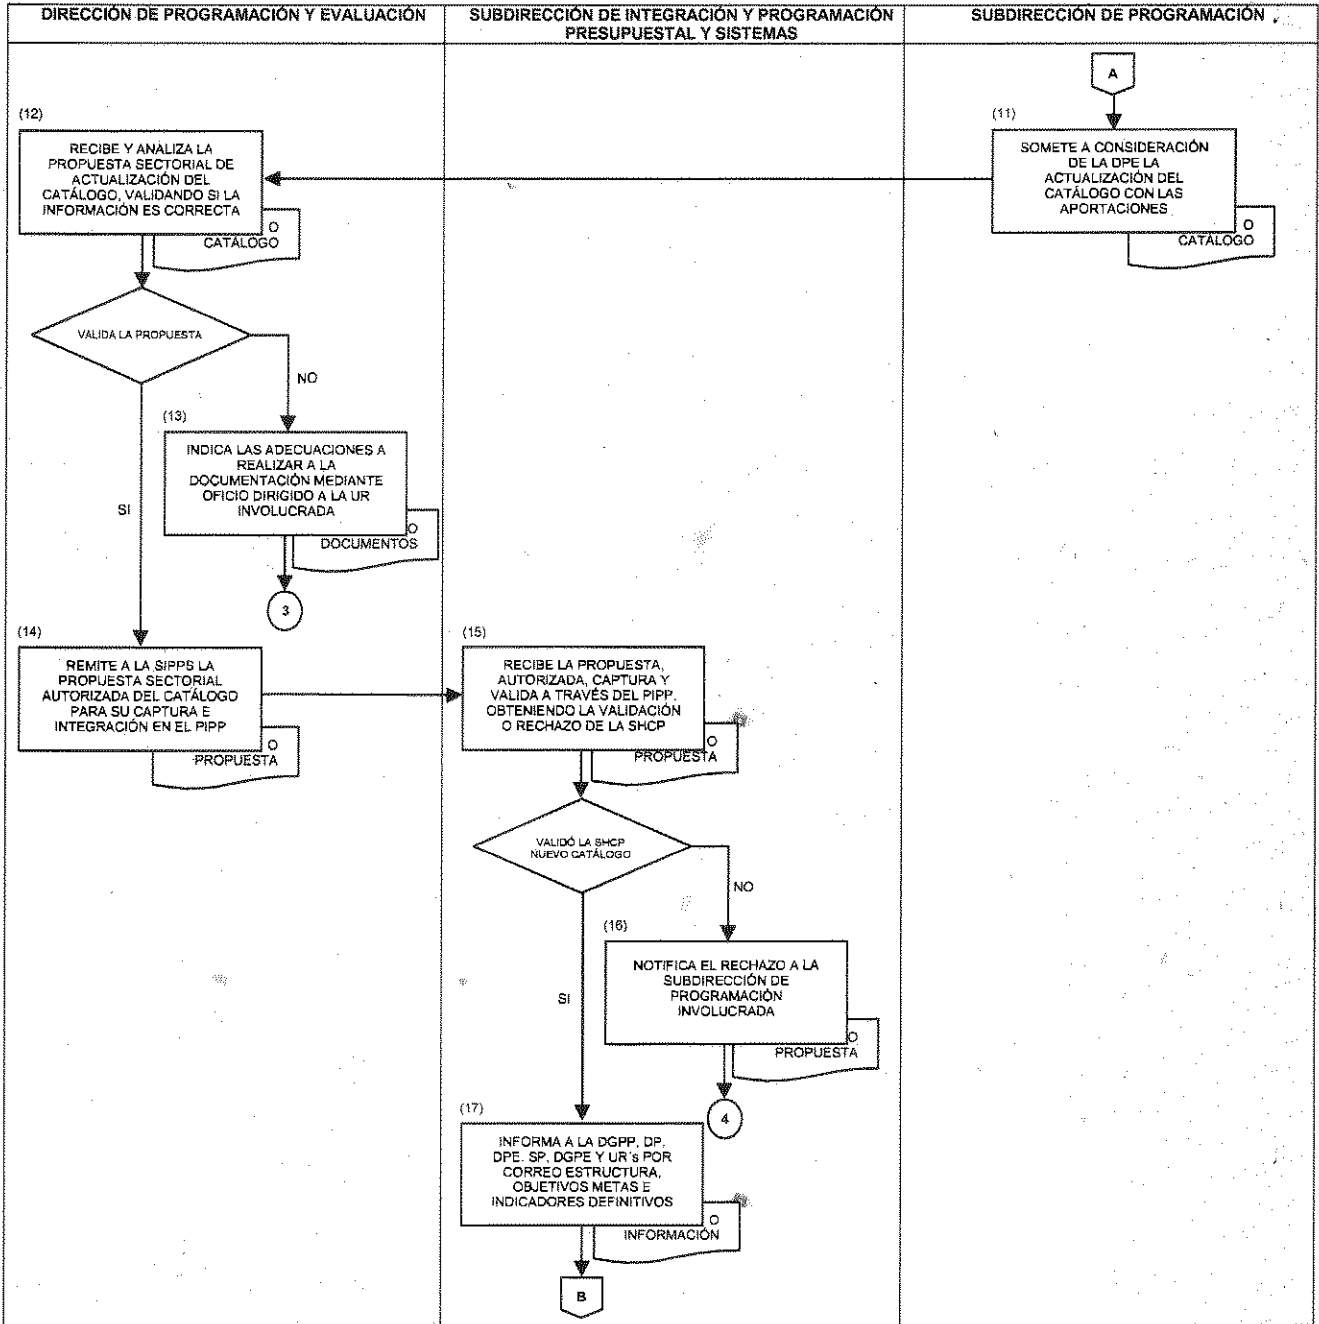 DIRECCIÓN DE PROGRAMACIÓN Y EVALUACIÓN
SUBDIRECCIÓN DE INTEGRACIÓN Y PROGRAMACIÓN
PRESUPUESTAL Y SISTEMAS
SUBDIRECCIÓN DE PROGRAMACIÓN
A
(11)
SOMETE A CONSIDERACIÓN
DE LA DPE LA
ACTUALIZACIÓN DEL
CATÁLOGO CON LAS
APORTACIONES
O
CATÁLOGO
(12)
RECIBE Y ANALIZA LA
PROPUESTA SECTORIAL DE
ACTUALIZACIÓN DEL
CATÁLOGO, VALIDANDO SI LA
INFORMACIÓN ES CORRECTA
O
CATÁLOGO
VALIDA LA PROPUESTA
NO
SI
(13)
INDICA LAS ADECUACIONES A
REALIZAR A LA
DOCUMENTACIÓN MEDIANTE
OFICIO DIRIGIDO A LA UR
INVOLUCRADA
O
DOCUMENTOS
3
(14)
REMITE A LA SIPPS LA
PROPUESTA SECTORIAL
AUTORIZADA DEL CATÁLOGO
PARA SU CAPTURA E
INTEGRACIÓN EN EL PIPP
O
PROPUESTA
(15)
RECIBE LA PROPUESTA,
AUTORIZADA, CAPTURA Y
VALIDA A TRAVÉS DEL PIPP,
OBTENIENDO LA VALIDACIÓN
O RECHAZO DE LA SHCP
O
PROPUESTA
VALIDÓ LA SHCP
NUEVO CATÁLOGO
NO
SI
(16)
NOTIFICA EL RECHAZO A LA
SUBDIRECCIÓN DE
PROGRAMACIÓN
INVOLUCRADA
O
PROPUESTA
4
(17)
INFORMA A LA DGPP, DP,
DPE. SP, DGPE Y UR's POR
CORREO ESTRUCTURA,
OBJETIVOS METAS E
INDICADORES DEFINITIVOS
O
INFORMACIÓN
B